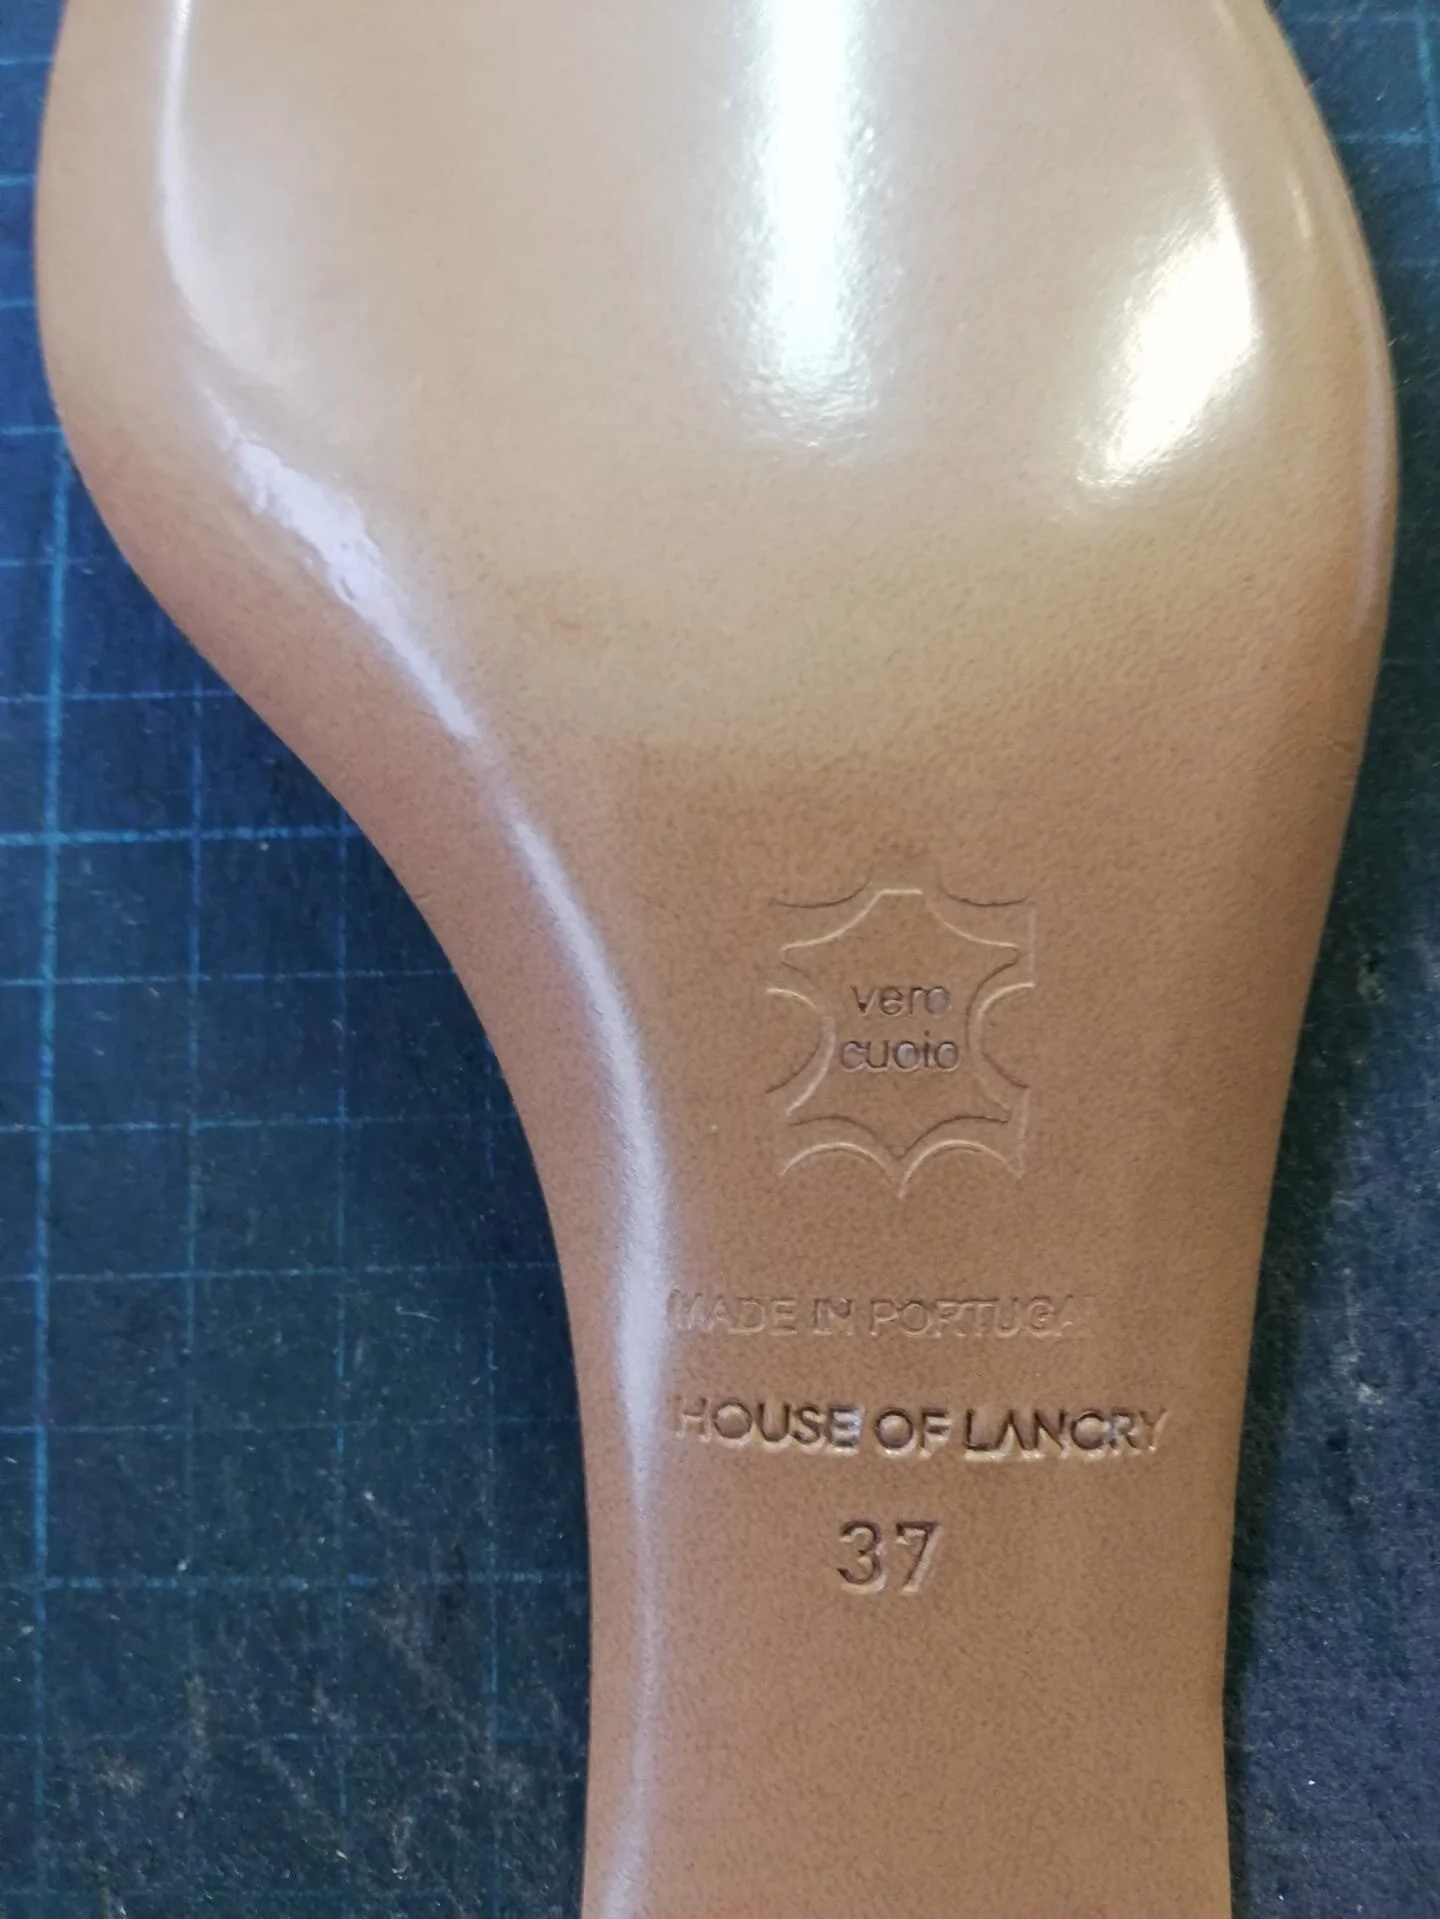 vero
cuoio
MADE IN PORTUGAL
HOUSE OF LANCRY
37